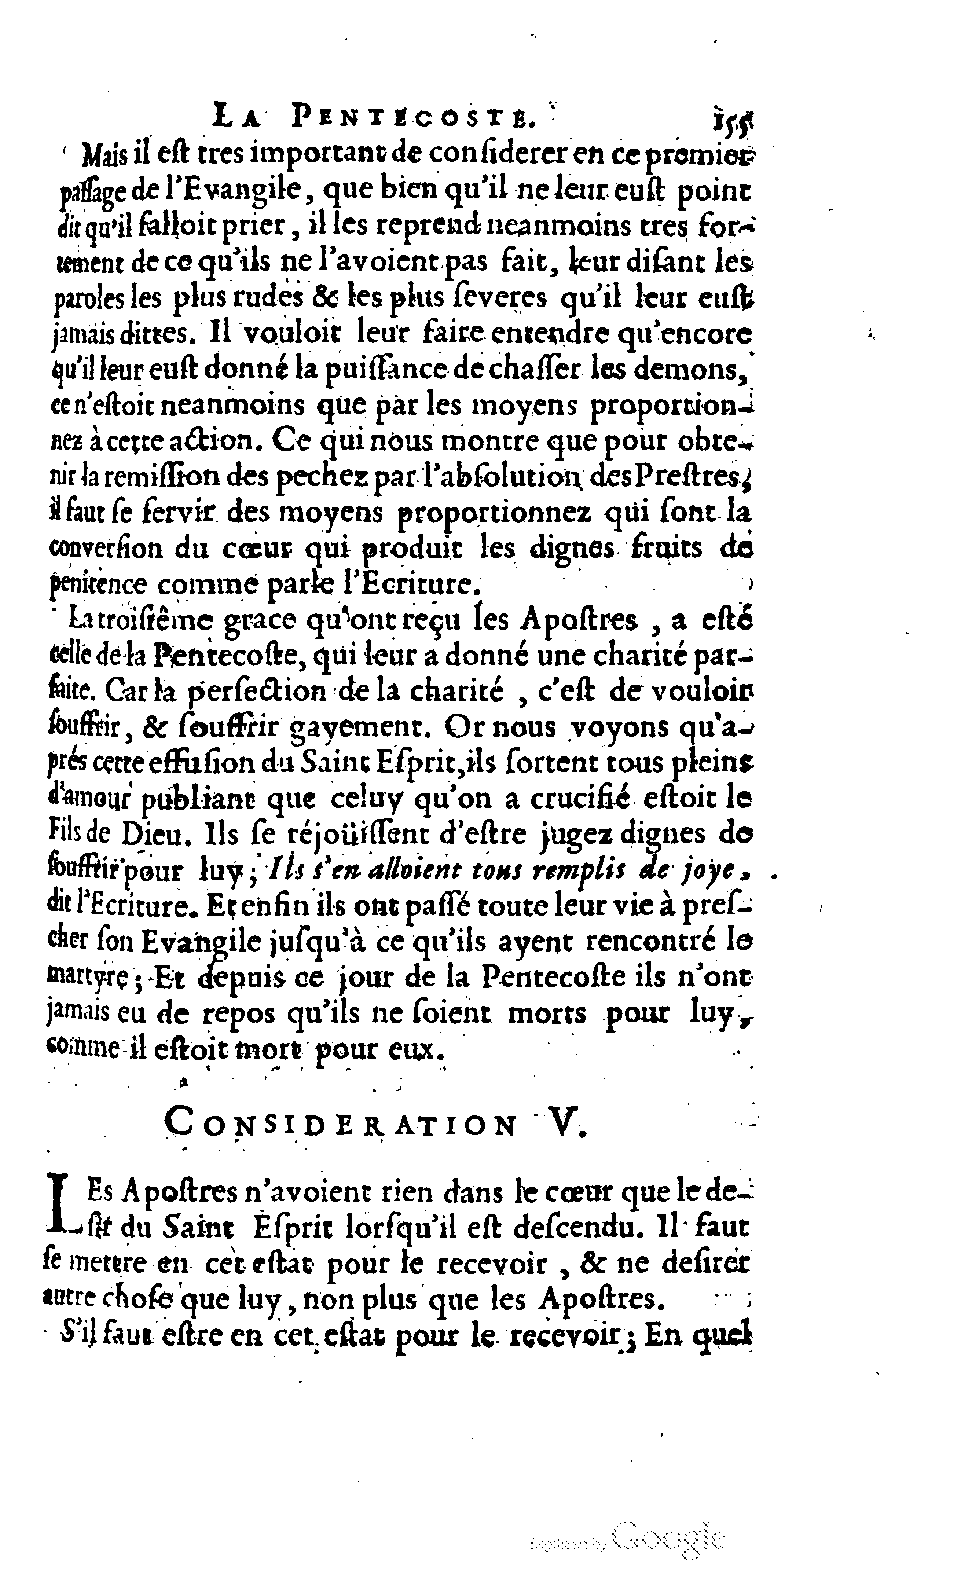 LA PENTECOSTE. 155
Mais il eſt tres important de conſiderer en ce premier
paſſage de l'Evangile, que bien qu'il ne leur euſt point
dit qu'il falloit prier, il les reprend neanmoins tres for-
tement de ce qu'ils ne l'avoient pas fait, leur diſant les
paroles les plus rudes & les plus ſeveres qu'il leur euſt
jamais dittes. Il vouloit leur faire entendre qu'encore
qu'il leur euſt donné la puiſſance de chaſſer les demons,
ce n'eſtoit neanmoins que par les moyens proportion-
nez à cette action. Ce qui nous montre que pour obte-
nir la remiſſion des pechez par l'abſolution des Preſtres,
il faut ſe ſervir des moyens proportionnez qui ſont la
converſion du cœur qui produit les dignes fruits de
penitence comme parle l'Ecriture.
La troiſiême grace qu'ont reçu les Apoſtres, a eſté
celle de la Pentecoſte, qui leur a donné une charité par-
faite. Car la perfection de la charité, c'eſt de vouloir
ſouffrir, & ſouffrir gayement. Or nous voyons qu'a-
prés cette effuſion du Saint Eſprit, ils ſortent tous pleins
d'amour publiant que celuy qu'on a crucifié eſtoit le
Fils de Dieu. Ils ſe réjoüiſſent d'eſtre jugez dignes de
ſouffrir pour luy; Ils s'en alloient tous remplis de joye,
dit l'Ecriture. Et enfin ils ont paſſé toute leur vie à preſ-
cher ſon Evangile juſqu'à ce qu'ils ayent rencontré le
martyre; Et depuis ce jour de la Pentecoſte ils n'ont
jamais eu de repos qu'ils ne ſoient morts pour luy,
comme il eſtoit mort pour eux.
CONSIDERATION V.
LEs Apoſtres n'avoient rien dans le cœur que le de-
ſir du Saint Eſprit lorſqu'il eſt deſcendu. Il faut
ſe mettre en cet eſtat pour le recevoir, & ne deſirer
autre choſe que luy, non plus que les Apoſtres.
S'il faut eſtre en cet eſtat pour le recevoir; En quel
Digitized by Google